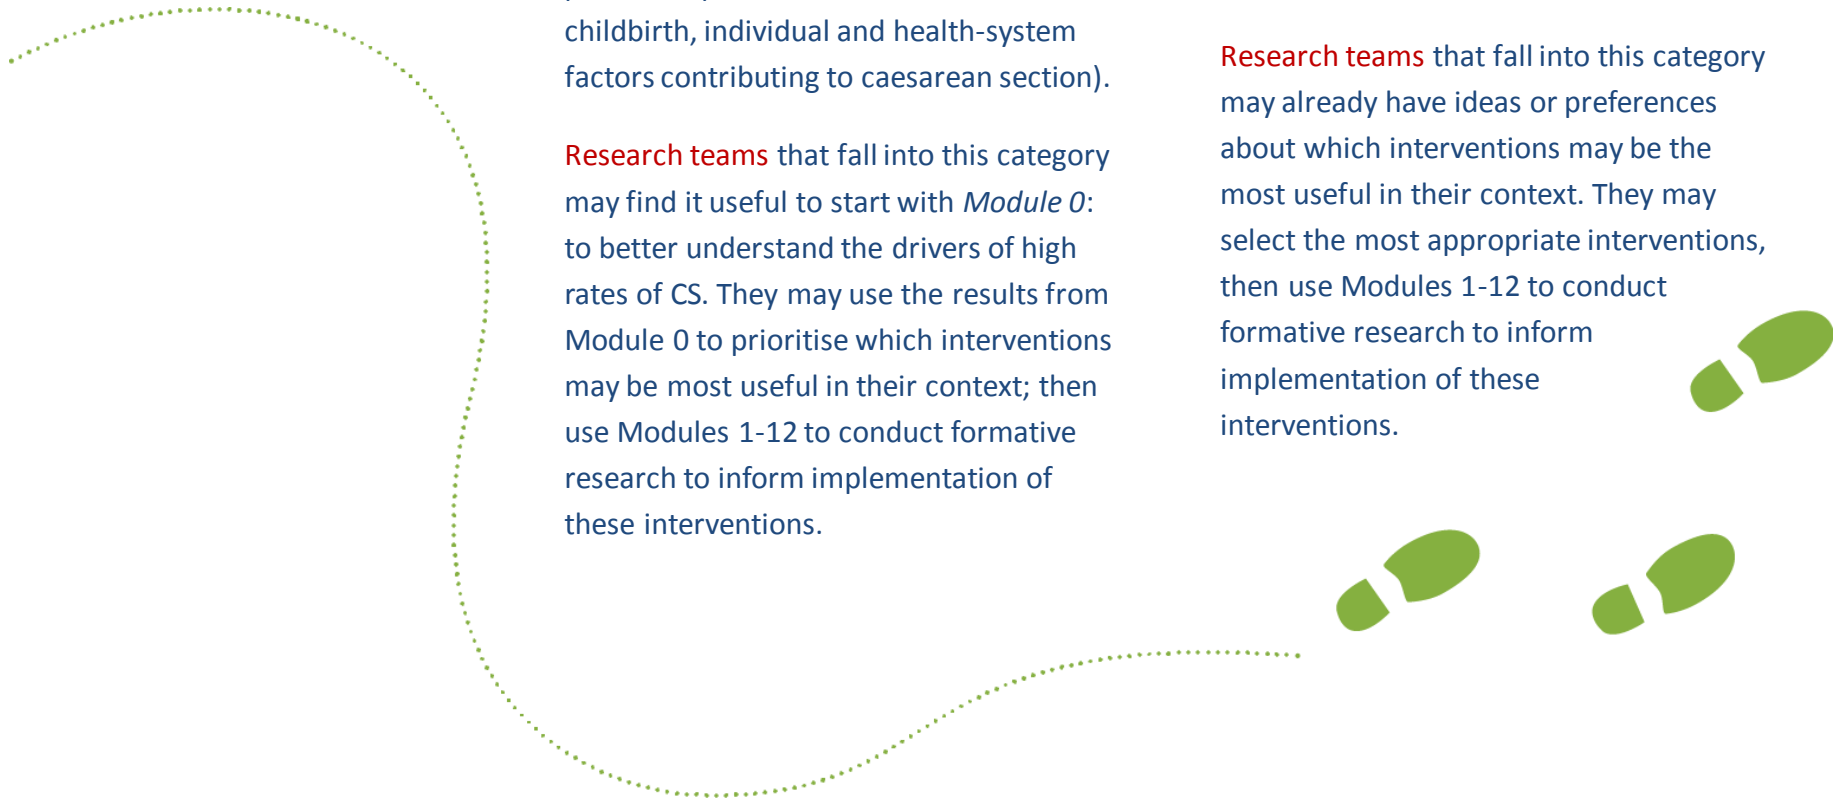 childbirth, individual and health-system
factors contributing to caesarean section).
Research teams that fall into this category
may find it useful to start with Module 0:
to better understand the drivers of high
rates of CS. They may use the results from
Module 0 to prioritise which interventions
may be most useful in their context; then
use Modules 1-12 to conduct formative
research to inform implementation of
these interventions.
Research teams that fall into this category
may already have ideas or preferences
about which interventions may be the
most useful in their context. They may
select the most appropriate interventions,
then use Modules 1-12 to conduct
formative research to inform
implementation of these
interventions.